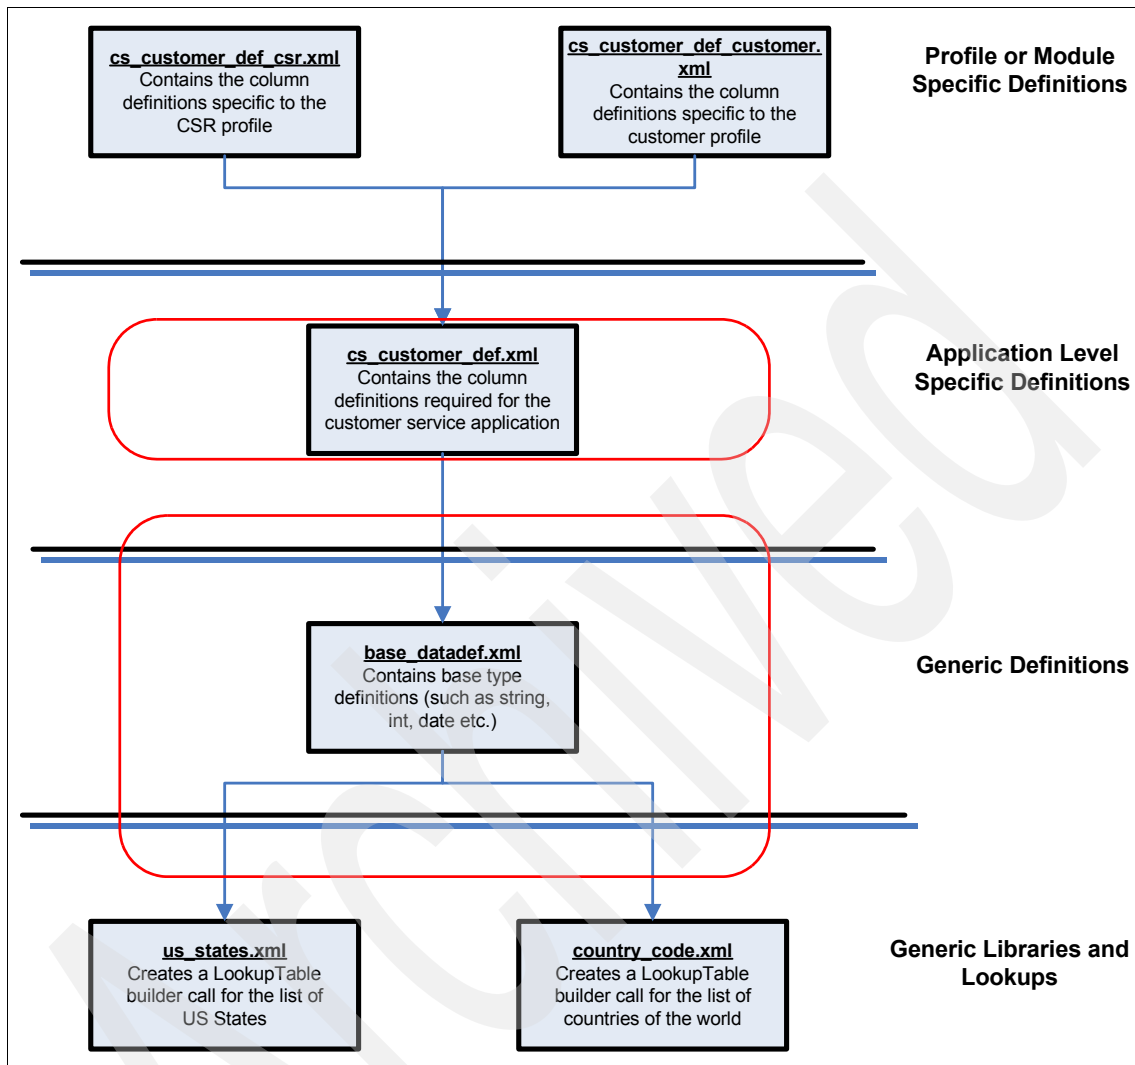 cs_customer_def_csr.xml
Contains the column
definitions specific to the
CSR profile
cs_customer_def_customer.
xml
Contains the column
definitions specific to the
customer profile
Profile or Module
Specific Definitions
cs_customer_def.xml
Contains the column
definitions required for the
customer service application
Application Level
Specific Definitions
base_datadef.xml
Contains base type
definitions (such as string,
int, date etc.)
Generic Definitions
us_states.xml
Creates a LookupTable
builder call for the list of
US States
country_code.xml
Creates a LookupTable
builder call for the list of
countries of the world
Generic Libraries and
Lookups
Archived